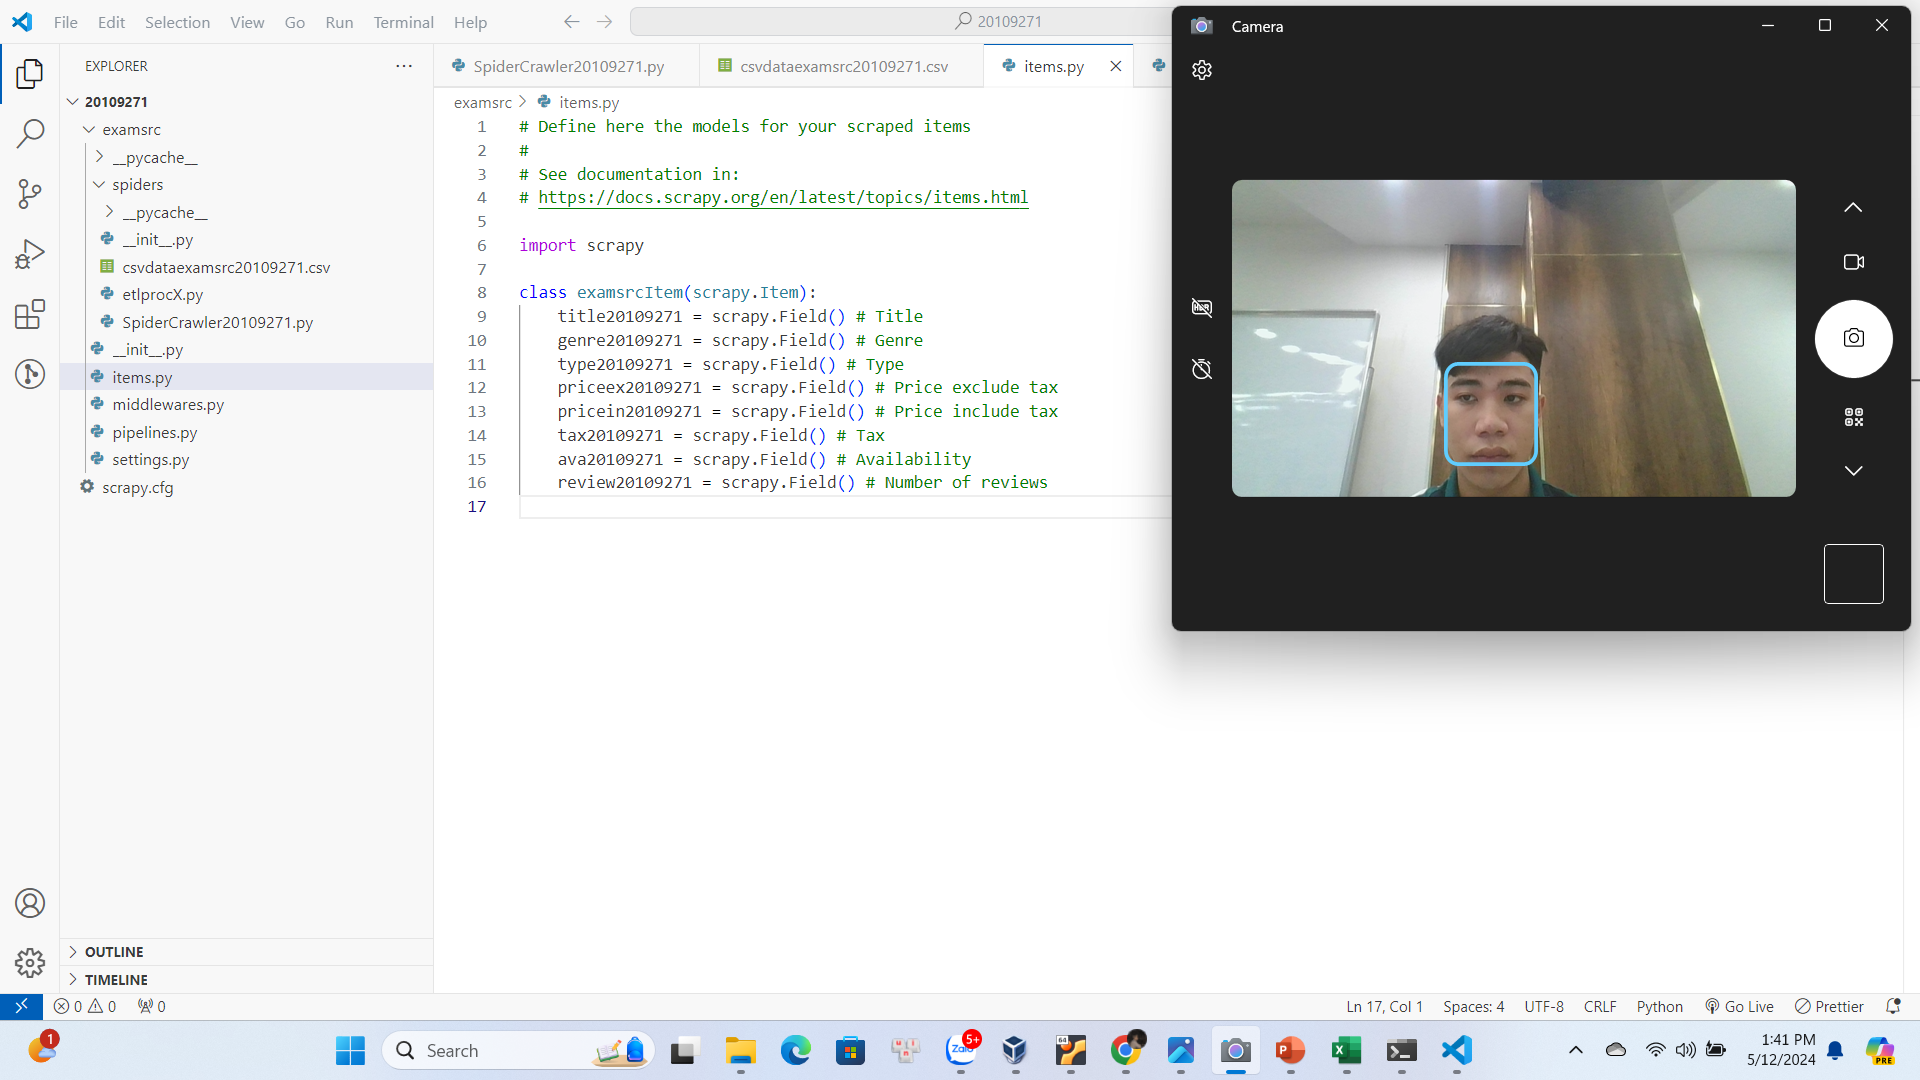 File Edit Selection View Go Run Terminal Help
20109271
EXPLORER
20109271
examsrc
__pycache__
spiders
__pycache__
__init__.py
csvdataexamsrc20109271.csv
etlprocX.py
SpiderCrawler20109271.py
__init__.py
items.py
middlewares.py
pipelines.py
settings.py
scrapy.cfg
OUTLINE
TIMELINE
SpiderCrawler20109271.py csvdataexamsrc20109271.csv items.py
examsrc > items.py
1 # Define here the models for your scraped items
2 #
3 # See documentation in:
4 # https://docs.scrapy.org/en/latest/topics/items.html
5
6 import scrapy
7
8 class examsrcItem(scrapy.Item):
9 title20109271 = scrapy.Field() # Title
10 genre20109271 = scrapy.Field() # Genre
11 type20109271 = scrapy.Field() # Type
12 priceex20109271 = scrapy.Field() # Price exclude tax
13 pricein20109271 = scrapy.Field() # Price include tax
14 tax20109271 = scrapy.Field() # Tax
15 ava20109271 = scrapy.Field() # Availability
16 review20109271 = scrapy.Field() # Number of reviews
17
Camera
HDR
0 0 0
Ln 17, Col 1 Spaces: 4 UTF-8 CRLF Python Go Live Prettier
1
Search
Zalo 5+
64
1:41 PM
5/12/2024
PRE